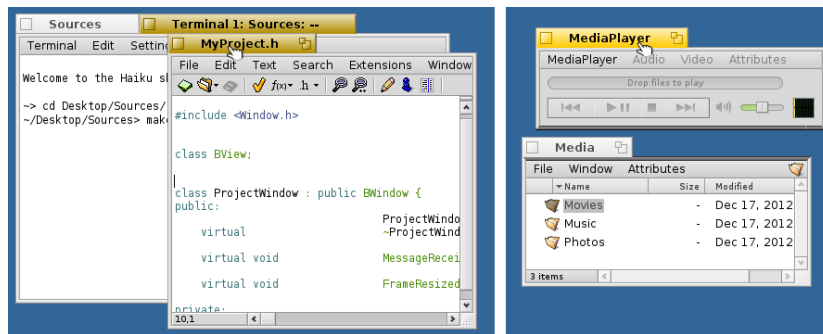 Sources
Terminal 1: Sources: --
Terminal Edit
Welcome to the Haiku
~> cd Desktop/Sources/
~/Desktop/Sources>
MyProject.h
File Edit Text Search Extensions Window
f(x) .h
#include <Window.h>
class BView;
class ProjectWindow : public BWindow {
public:
ProjectWindo
virtual ~ProjectWind
virtual void MessageRecei
virtual void FrameResized
private:
10,1
MediaPlayer
MediaPlayer Audio Video Attributes
Drop files to play
Media
File Window Attributes
Name Size Modified
Movies - Dec 17, 2012
Music - Dec 17, 2012
Photos - Dec 17, 2012
3 items